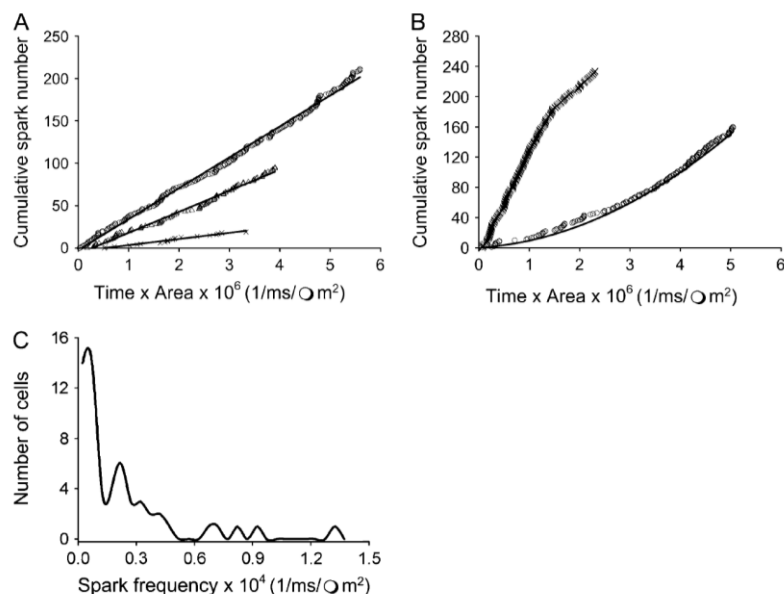 A
B
Cumulative spark number
250
200
150
100
50
0
0 1 2 3 4 5 6
Time x Area x 10⁶ (1/ms/❍m²)
Cumulative spark number
280
240
200
160
120
80
40
0
0 1 2 3 4 5 6
Time x Area x 10⁶ (1/ms/❍m²)
C
Number of cells
16
12
8
4
0
0.0 0.3 0.6 0.9 1.2 1.5
Spark frequency x 10⁴ (1/ms/❍m²)